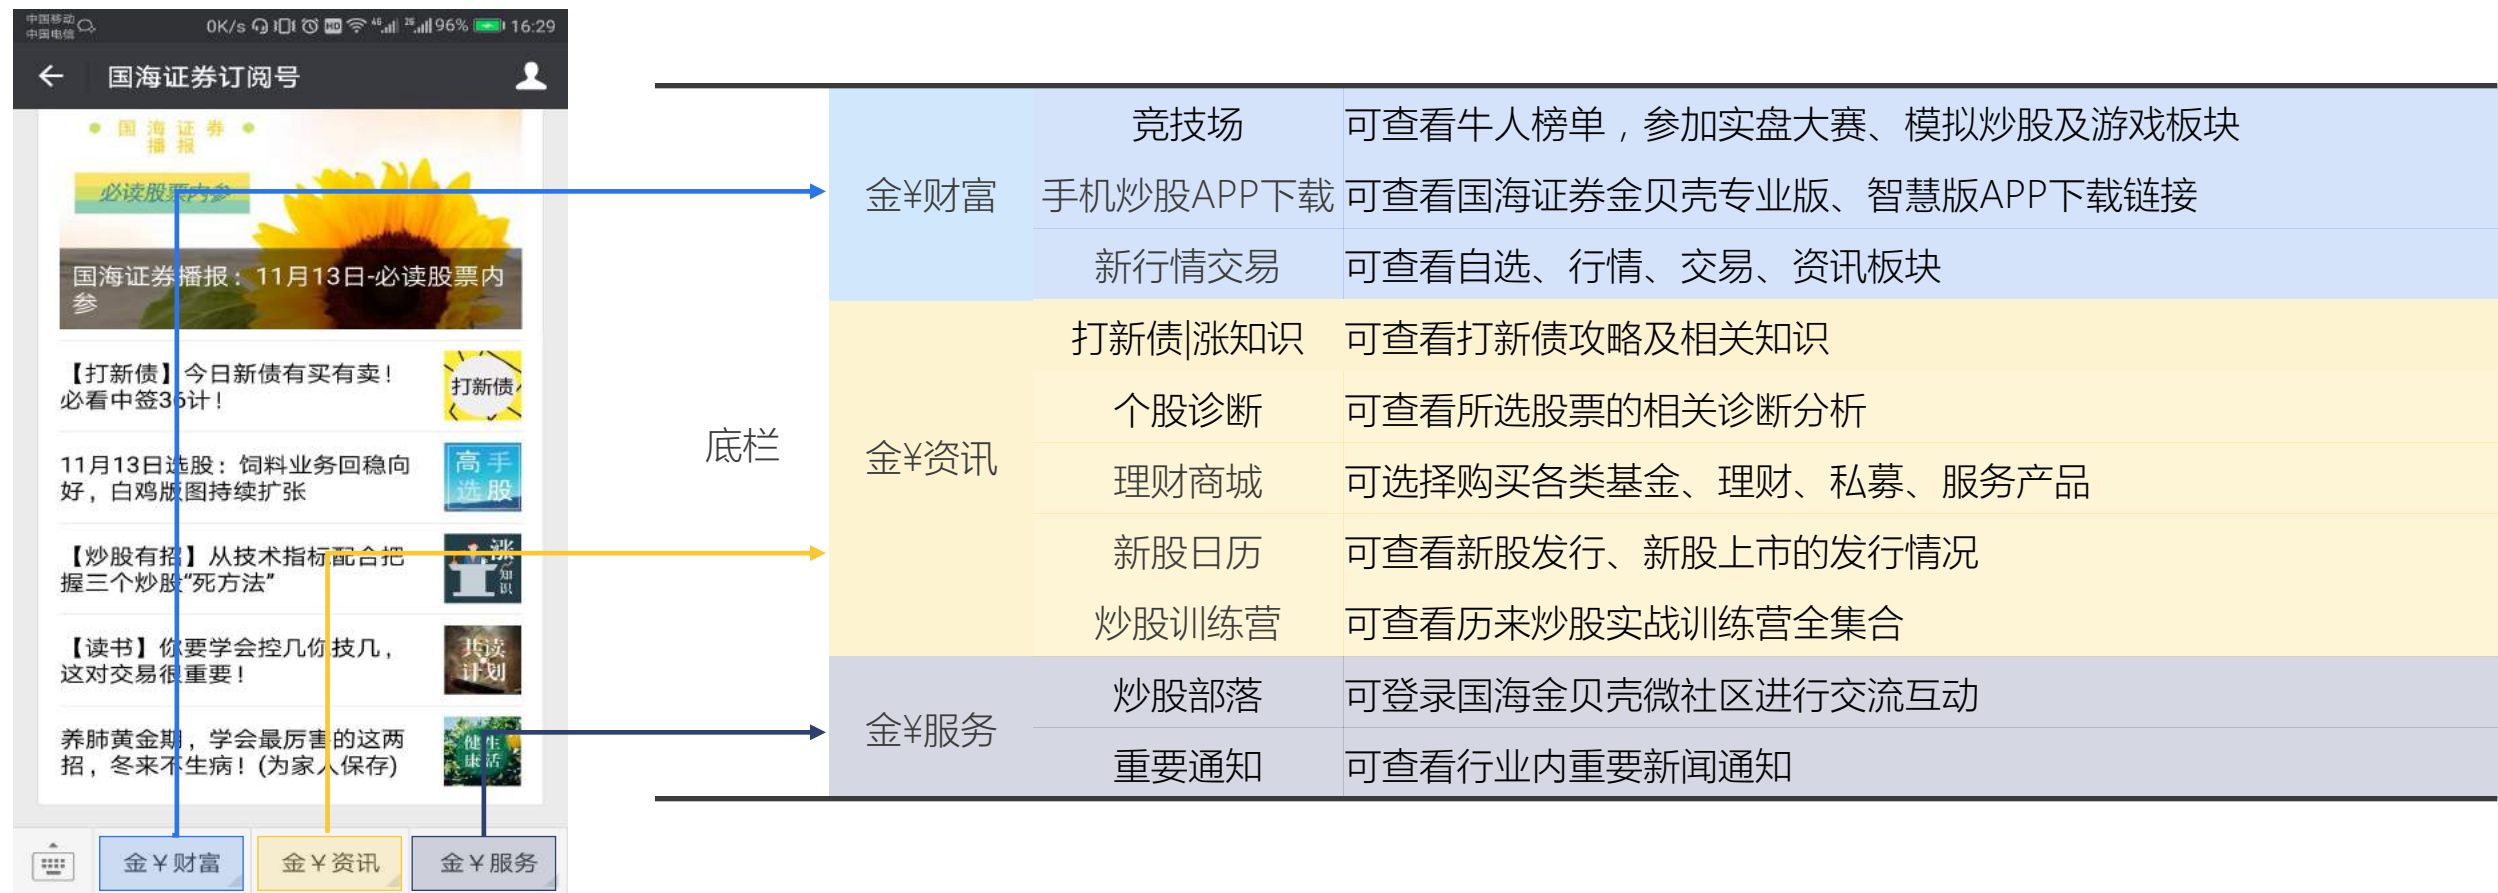 中国移动
中国电信
0K/s HD 4G 2G 96% 16:29
国海证券订阅号
国海证券
播报
必读股票内参
国海证券播报：11月13日-必读股票内
参
【打新债】今日新债有买有卖！
必看中签36计！
打新债
11月13日选股：饲料业务回稳向
好，白鸡版图持续扩张
高手
选股
【炒股有招】从技术指标配合把
握三个炒股“死方法”
涨
知
识
【读书】你要学会控几你技几，
这对交易很重要！
共读
计划
养肺黄金期，学会最厉害的这两
招，冬来不生病！(为家人保存)
健生
康活
金￥财富
金￥资讯
金￥服务
底栏
金¥财富
竞技场 可查看牛人榜单，参加实盘大赛、模拟炒股及游戏板块
手机炒股APP下载 可查看国海证券金贝壳专业版、智慧版APP下载链接
新行情交易 可查看自选、行情、交易、资讯板块
金¥资讯
打新债|涨知识 可查看打新债攻略及相关知识
个股诊断 可查看所选股票的相关诊断分析
理财商城 可选择购买各类基金、理财、私募、服务产品
新股日历 可查看新股发行、新股上市的发行情况
炒股训练营 可查看历来炒股实战训练营全集合
金¥服务
炒股部落 可登录国海金贝壳微社区进行交流互动
重要通知 可查看行业内重要新闻通知